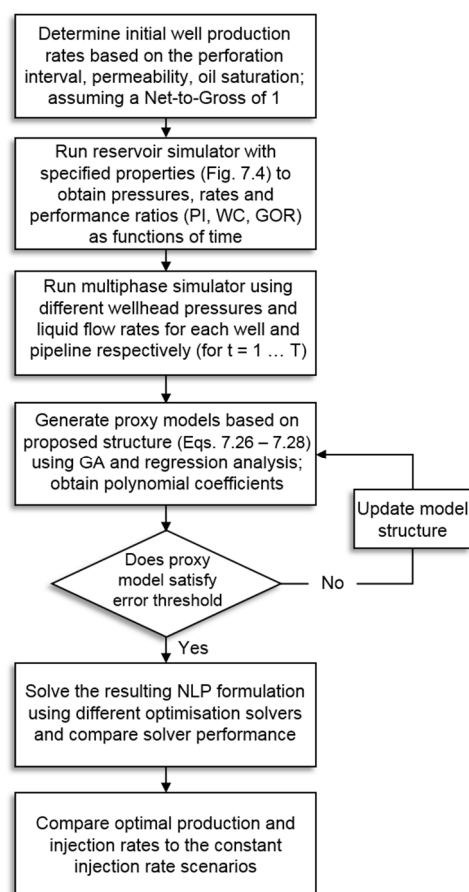 Determine initial well production
rates based on the perforation
interval, permeability, oil saturation;
assuming a Net-to-Gross of 1
Run reservoir simulator with
specified properties (Fig. 7.4) to
obtain pressures, rates and
performance ratios (PI, WC, GOR)
as functions of time
Run multiphase simulator using
different wellhead pressures and
liquid flow rates for each well and
pipeline respectively (for t = 1 ... T)
Generate proxy models based on
proposed structure (Eqs. 7.26 – 7.28)
using GA and regression analysis;
obtain polynomial coefficients
Update model
structure
Does proxy
model satisfy
error threshold
No
Yes
Solve the resulting NLP formulation
using different optimisation solvers
and compare solver performance
Compare optimal production and
injection rates to the constant
injection rate scenarios